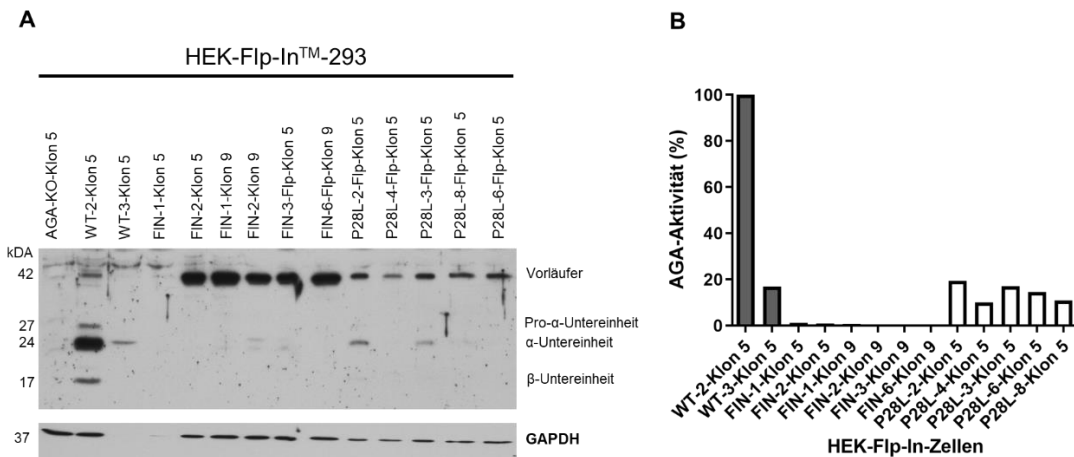 A
HEK-Flp-In™-293
AGA-KO-Klon 5
WT-2-Klon 5
WT-3-Klon 5
FIN-1-Klon 5
FIN-2-Klon 5
FIN-1-Klon 9
FIN-2-Klon 9
FIN-3-Flp-Klon 5
FIN-6-Flp-Klon 9
P28L-2-Flp-Klon 5
P28L-4-Flp-Klon 5
P28L-3-Flp-Klon 5
P28L-8-Flp-Klon 5
P28L-6-Flp-Klon 5
kDa
42
27
24
17
37
Vorläufer
Pro-α-Untereinheit
α-Untereinheit
β-Untereinheit
GAPDH
B
AGA-Aktivität (%)
100
80
60
40
20
0
WT-2-Klon 5
WT-3-Klon 5
FIN-1-Klon 5
FIN-2-Klon 5
FIN-1-Klon 9
FIN-2-Klon 9
FIN-3-Klon 9
FIN-6-Klon 9
P28L-2-Klon 5
P28L-4-Klon 5
P28L-3-Klon 5
P28L-6-Klon 5
P28L-8-Klon 5
HEK-Flp-In-Zellen